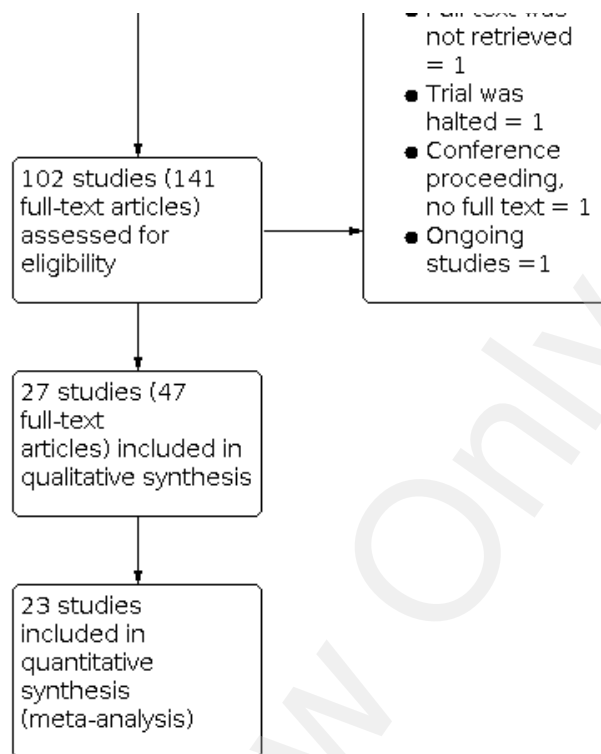 not retrieved
= 1
● Trial was
halted = 1
● Conference
proceeding,
no full text = 1
● Ongoing
studies =1
102 studies (141
full-text articles)
assessed for
eligibility
27 studies (47
full-text
articles) included in
qualitative synthesis
23 studies
included in
quantitative
synthesis
(meta-analysis)
w Only